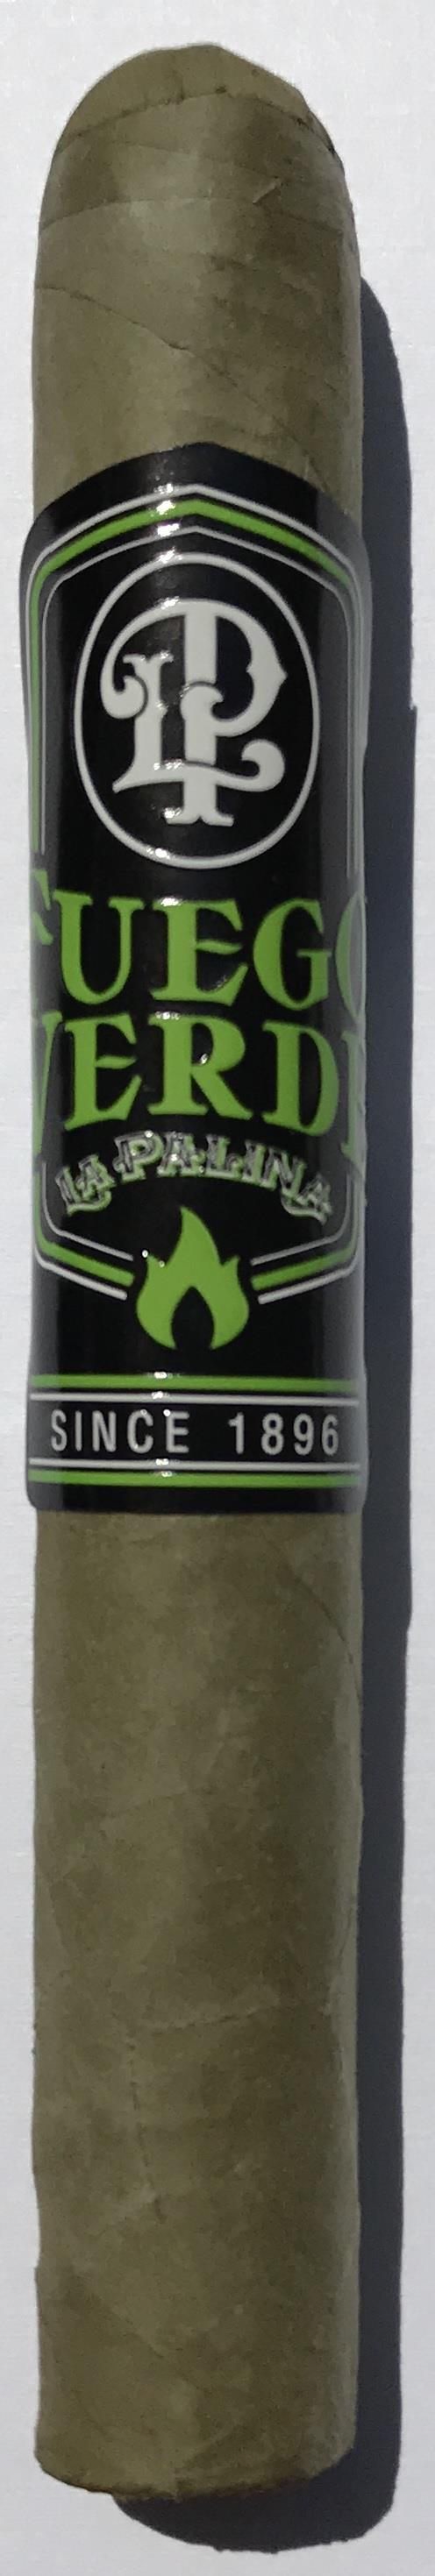 LP
FUEGO
VERDE
LA PALINA
SINCE 1896